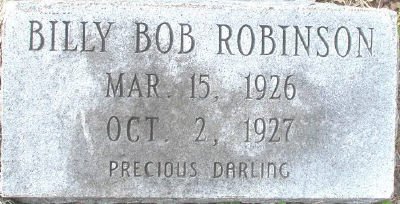 BILLY BOB ROBINSON
MAR. 15, 1926
OCT. 2, 1927
PRECIOUS DARLING